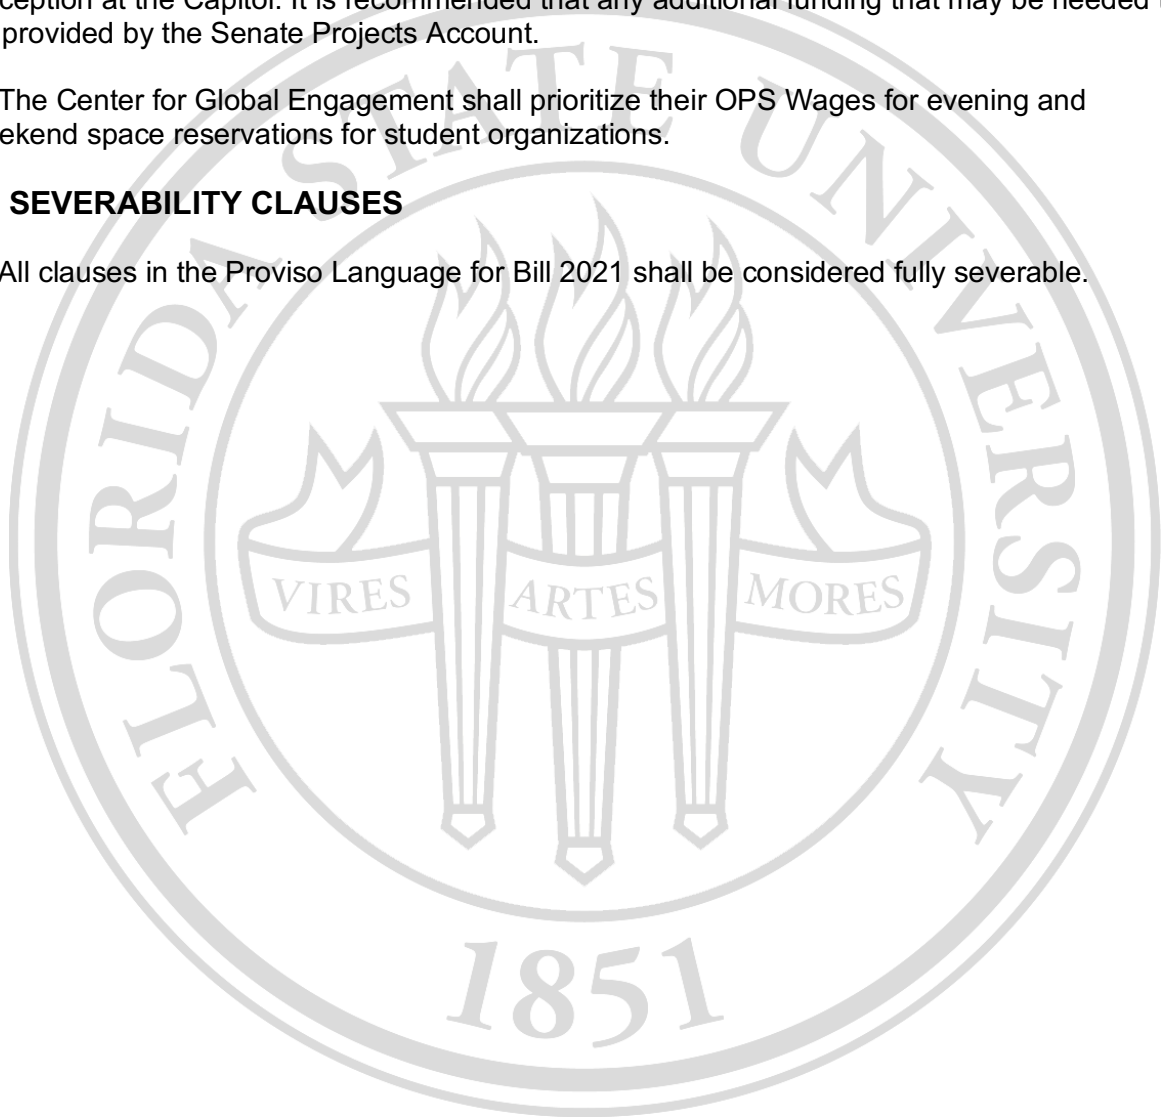 ception at the Capitol. It is recommended that any additional funding that may be needed
provided by the Senate Projects Account.
The Center for Global Engagement shall prioritize their OPS Wages for evening and
ekend space reservations for student organizations.
SEVERABILITY CLAUSES
All clauses in the Proviso Language for Bill 2021 shall be considered fully severable.
FLORIDA STATE UNIVERSITY
VIRES ARTES MORES
1851